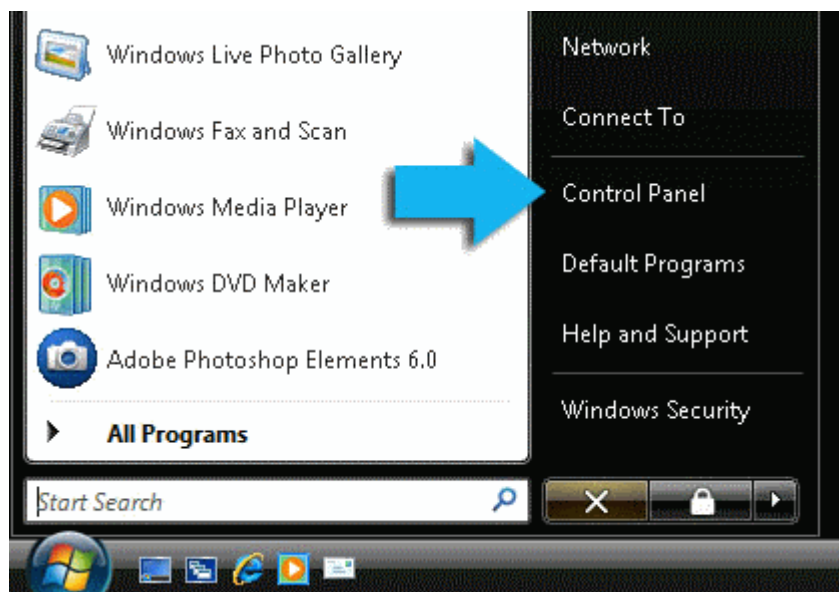 Windows Live Photo Gallery
Windows Fax and Scan
Windows Media Player
Windows DVD Maker
Adobe Photoshop Elements 6.0
All Programs
Start Search
Network
Connect To
Control Panel
Default Programs
Help and Support
Windows Security